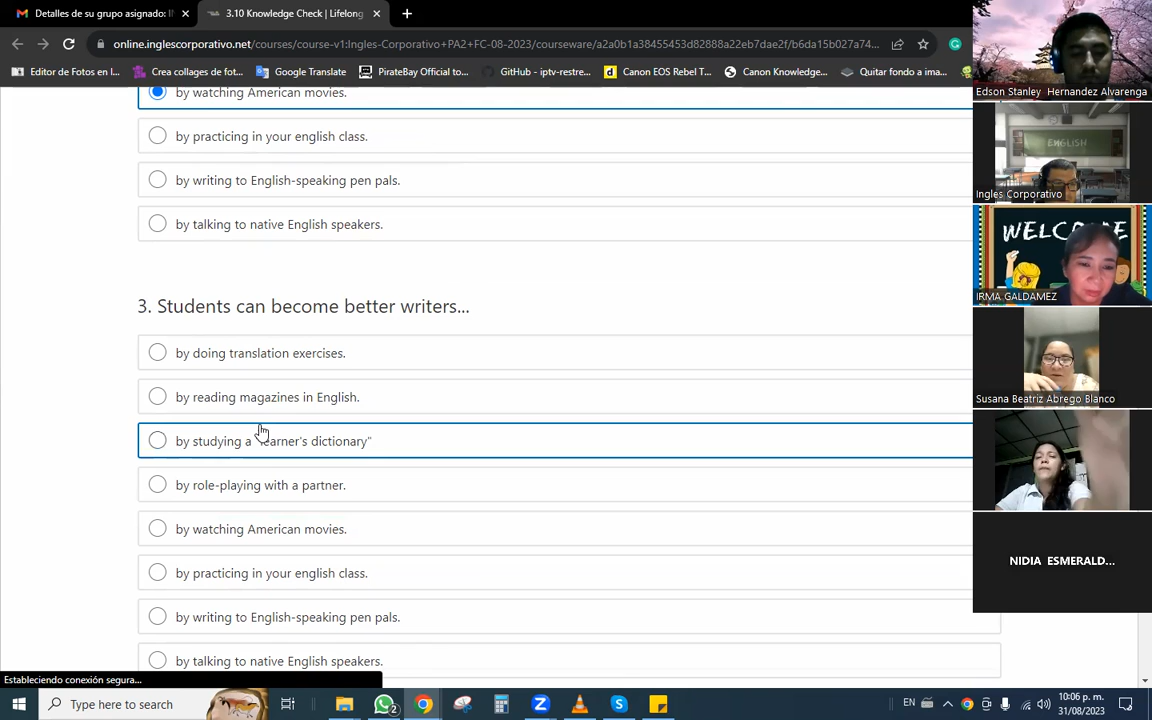 Detalles de su grupo asignado: II
3.10 Knowledge Check | Lifelong
online.inglescorporativo.net/courses/course-v1:Ingles-Corporativo+PA2+FC-08-2023/courseware/a2a0b1a38455453d82888a22eb7dae2f/b6da15b027a74...
Editor de Fotos en l...
Crea collages de fot...
Google Translate
PirateBay Official to...
GitHub - iptv-restre...
Canon EOS Rebel T...
Canon Knowledge...
Quitar fondo a ima...
by watching American movies.
by practicing in your english class.
by writing to English-speaking pen pals.
by talking to native English speakers.
3. Students can become better writers...
by doing translation exercises.
by reading magazines in English.
by studying a "learner's dictionary"
by role-playing with a partner.
by watching American movies.
by practicing in your english class.
by writing to English-speaking pen pals.
by talking to native English speakers.
Estableciendo conexión segura...
Edson Stanley Hernandez Alvarenga
ENGLISH
Ingles Corporativo
WELCOME
IRMA GALDAMEZ
Susana Beatriz Abrego Blanco
NIDIA ESMERALD...
Type here to search
2
EN
10:06 p. m.
31/08/2023